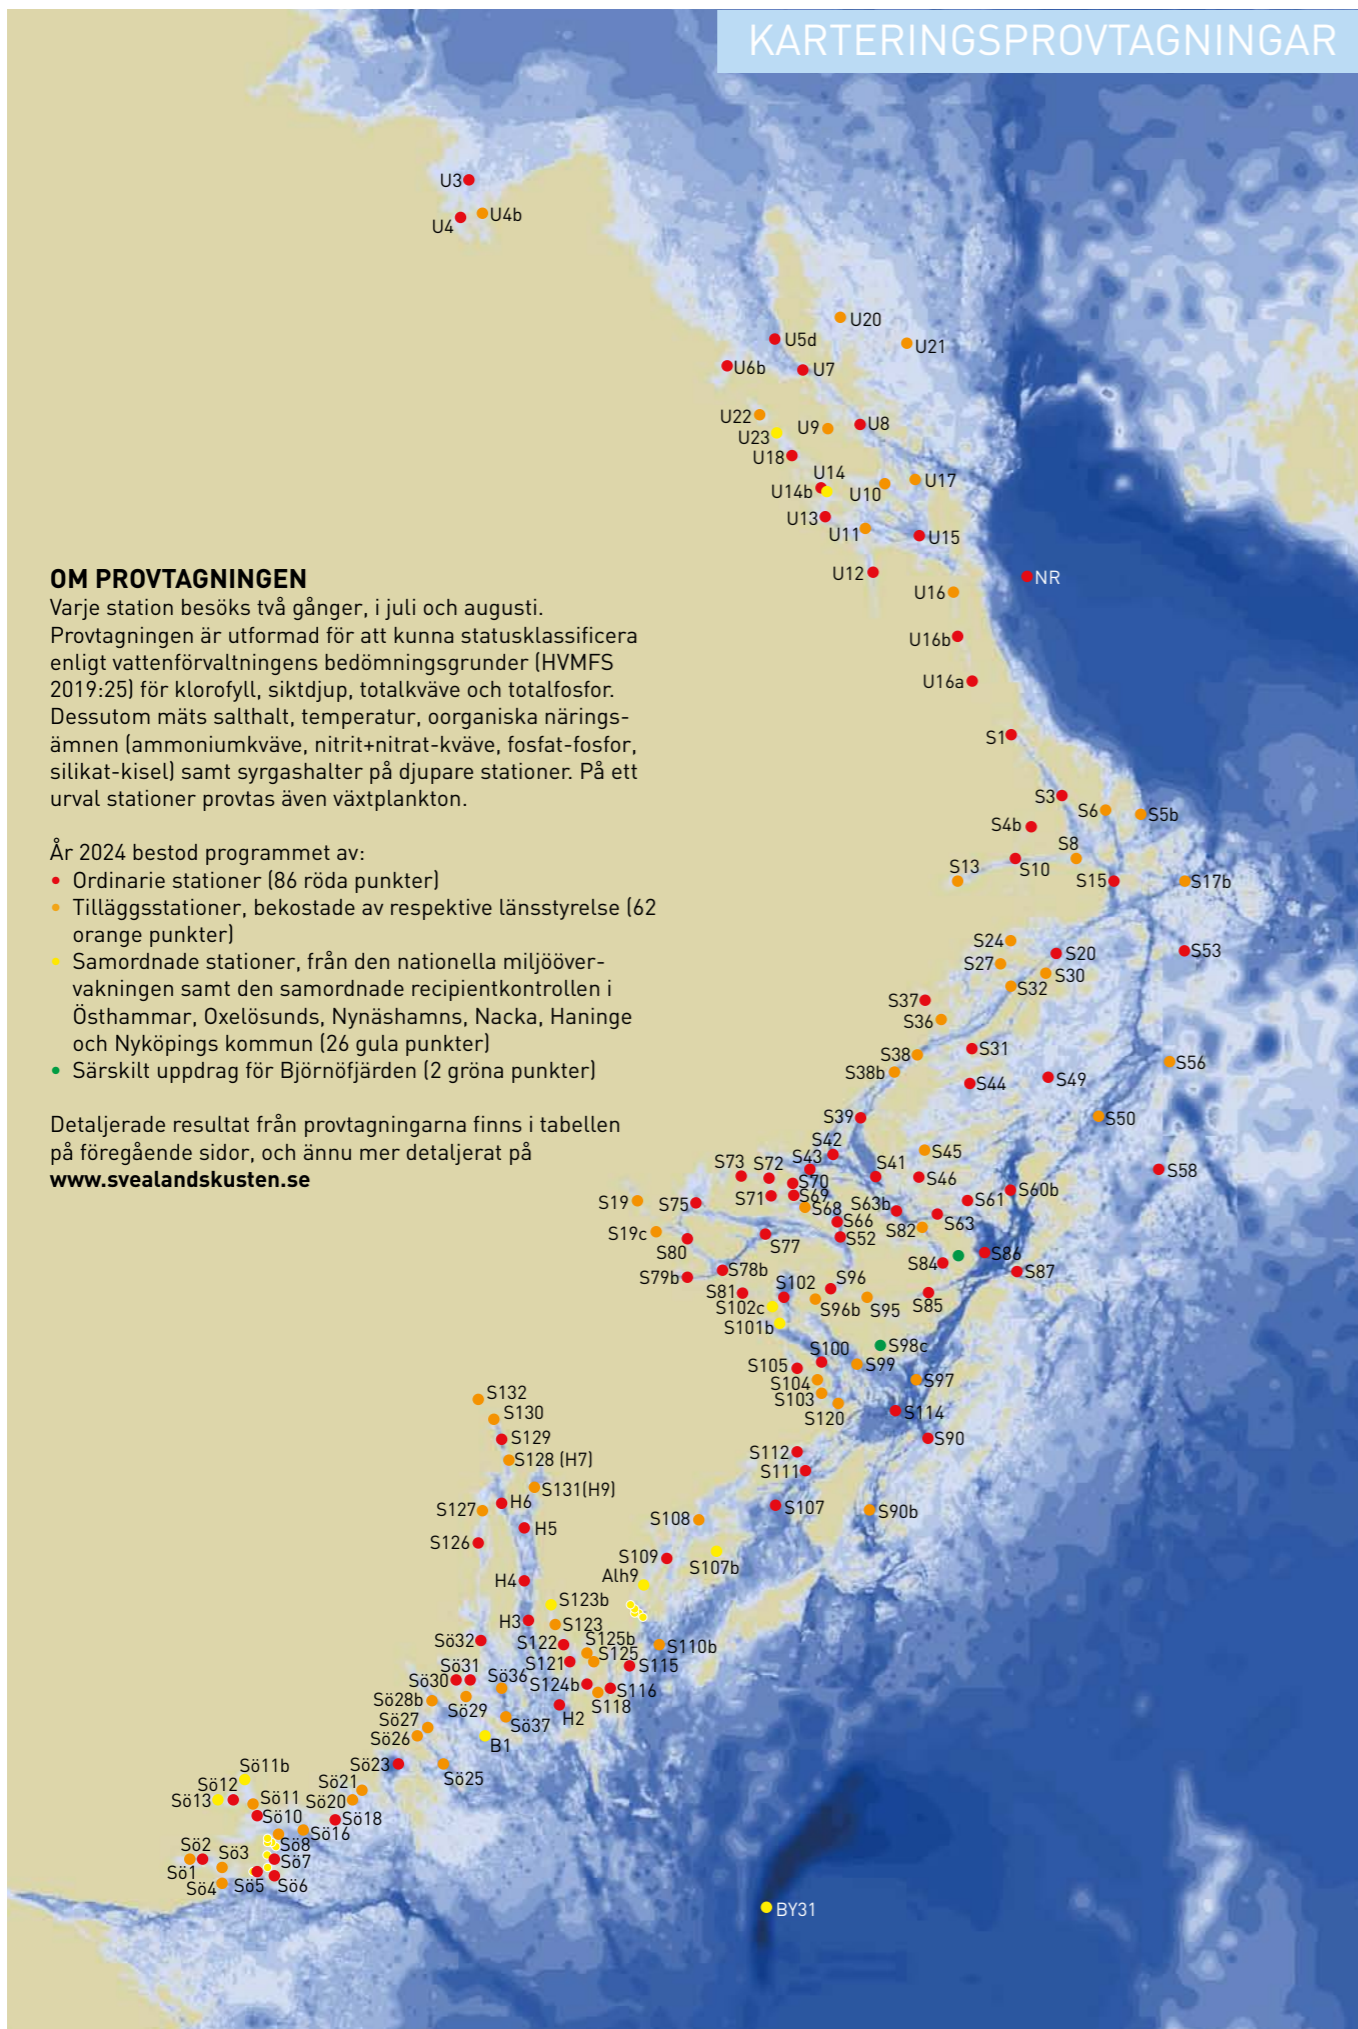 KARTERINGSPROVTAGNINGAR
U3
U4b
U4
U20
U5d
U21
U6b
U7
U22
U9
U8
U23
U18
U14
U17
U14b
U10
U13
U11
U15
U12
NR
U16
U16b
U16a
OM PROVTAGNINGEN
Varje station besöks två gånger, i juli och augusti.
Provtagningen är utformad för att kunna statusklassificera
enligt vattenförvaltningens bedömningsgrunder (HVMFS
2019:25) för klorofyll, siktdjup, totalkväve och totalfosfor.
Dessutom mäts salthalt, temperatur, oorganiska närings-
ämnen (ammoniumkväve, nitrit+nitrat-kväve, fosfat-fosfor,
silikat-kisel) samt syrgashalter på djupare stationer. På ett
urval stationer provtas även växtplankton.
År 2024 bestod programmet av:
• Ordinarie stationer (86 röda punkter)
• Tilläggsstationer, bekostade av respektive länsstyrelse (62
orange punkter)
• Samordnade stationer, från den nationella miljööver-
vakningen samt den samordnade recipientkontrollen i
Östhammar, Oxelösunds, Nynäshamns, Nacka, Haninge
och Nyköpings kommun (26 gula punkter)
• Särskilt uppdrag för Björnöfjärden (2 gröna punkter)
Detaljerade resultat från provtagningarna finns i tabellen
på föregående sidor, och ännu mer detaljerat på
www.svealandskusten.se
S1
S3
S6
S5b
S4b
S8
S13
S10
S15
S17b
S24
S20
S53
S27
S30
S32
S37
S36
S31
S38
S56
S38b
S44
S49
S39
S50
S42
S45
S43
S73
S72
S41
S46
S58
S70
S60b
S71
S69
S61
S19
S75
S68
S63b
S66
S63
S82
S19c
S80
S77
S52
S86
S84
S87
S79b
S78b
S96
S81
S102
S102c
S96b
S95
S85
S101b
S98c
S100
S105
S99
S104
S97
S103
S132
S120
S130
S114
S129
S90
S112
S128 (H7)
S111
S131(H9)
S127
H6
S107
S90b
S108
S126
H5
S109
S107b
Alh9
H4
S123b
H3
S123
Sö32
S122
S125b
S110b
S121
S125
S115
Sö31
Sö30
Sö36
S124b
S116
Sö28b
Sö29
S118
H2
Sö27
Sö37
Sö26
B1
Sö23
Sö25
Sö11b
Sö12
Sö21
Sö13
Sö11
Sö20
Sö10
Sö18
Sö16
Sö8
Sö2
Sö3
Sö7
Sö1
Sö4
Sö5
Sö6
BY31